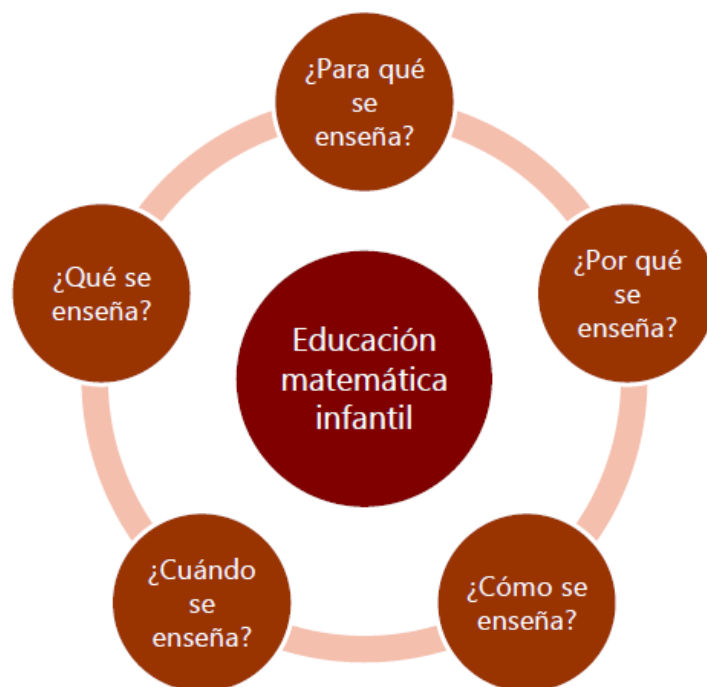 ¿Para qué
se
enseña?
¿Por qué
se
enseña?
¿Cómo se
enseña?
¿Cuándo
se
enseña?
¿Qué se
enseña?
Educación
matemática
infantil